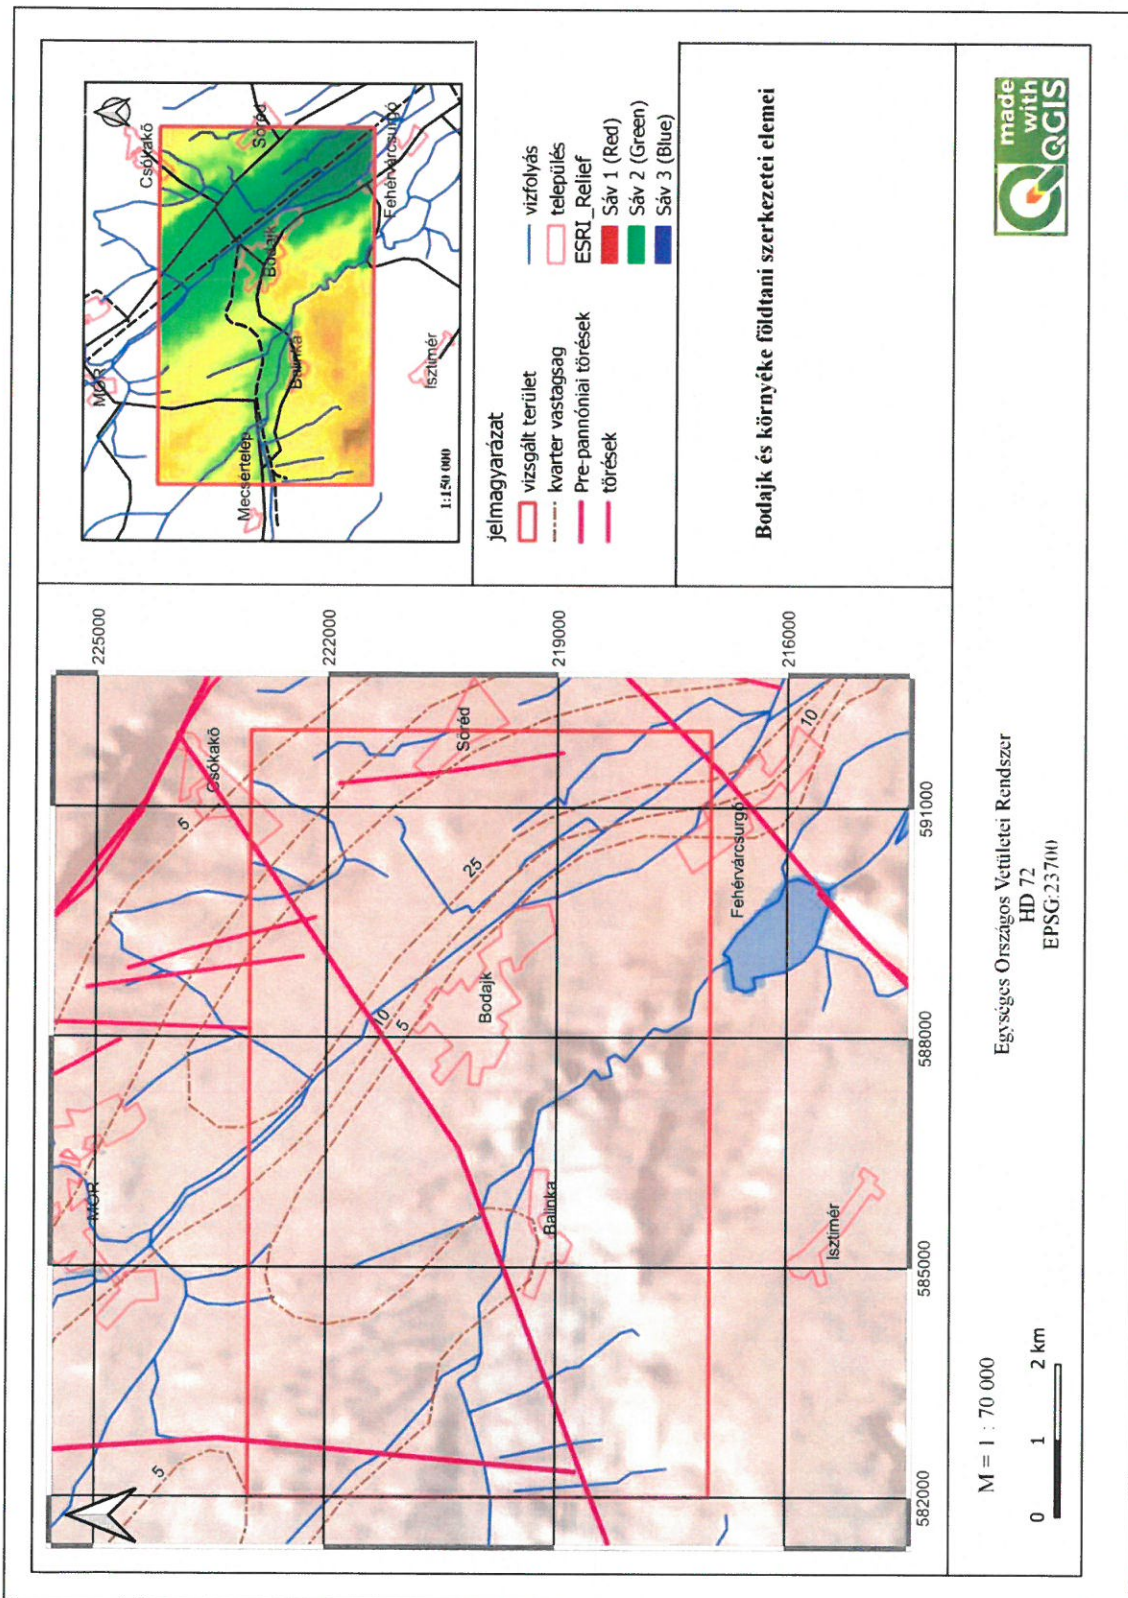 225000
222000
219000
216000
582000
585000
588000
591000
MÓR
Csókakő
Söréd
Bodajk
Balinka
Fehérvárcsurgó
Isztimér
5
5
5
10
25
10
MÓR
Csókakő
Söréd
Bodajk
Balinka
Mecsértelep
Fehérvárcsurgó
Isztimér
1:150 000
jelmagyarázat
vizsgált terület
kvarter vastagsag
Pre-pannóniai törések
törések
vizfolyás
település
ESRI_Relief
Sáv 1 (Red)
Sáv 2 (Green)
Sáv 3 (Blue)
Bodajk és környéke földtani szerkezetei elemei
M = 1 : 70 000
0 1 2 km
Egységes Országos Vetületei Rendszer
HD 72
EPSG:23700
made
with
QGIS